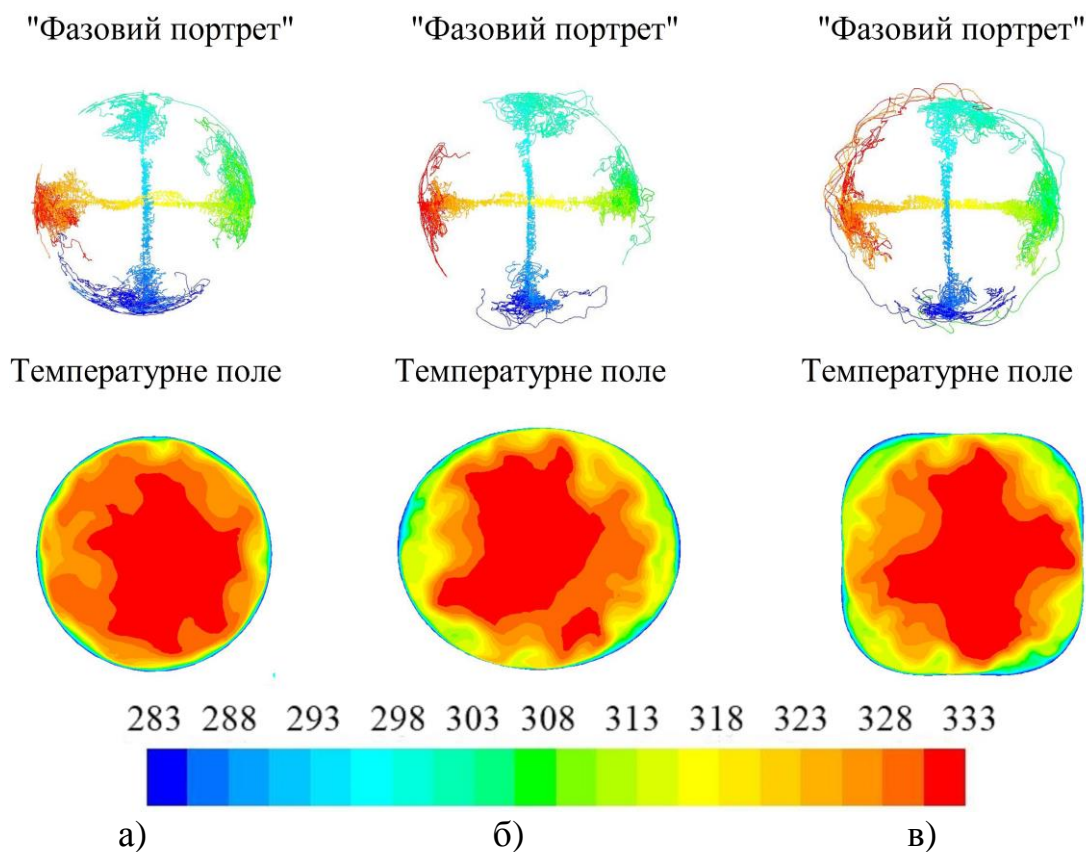 "Фазовий портрет" "Фазовий портрет" "Фазовий портрет"
Температурне поле Температурне поле Температурне поле
283 288 293 298 303 308 313 318 323 328 333
а) б) в)